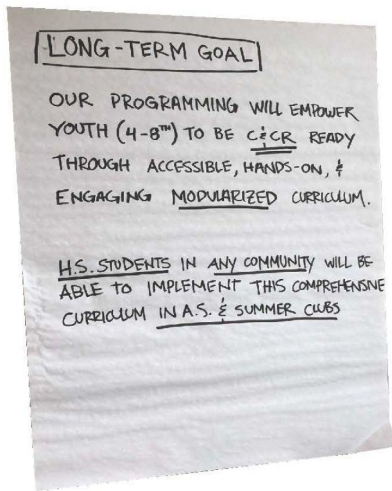 LONG-TERM GOAL
OUR PROGRAMMING WILL EMPOWER
YOUTH (4-8TH) TO BE C&CR READY
THROUGH ACCESSIBLE, HANDS-ON, &
ENGAGING MODULARIZED CURRICULUM.
H.S. STUDENTS IN ANY COMMUNITY WILL BE
ABLE TO IMPLEMENT THIS COMPREHENSIVE
CURRICULUM IN A.S. & SUMMER CLUBS